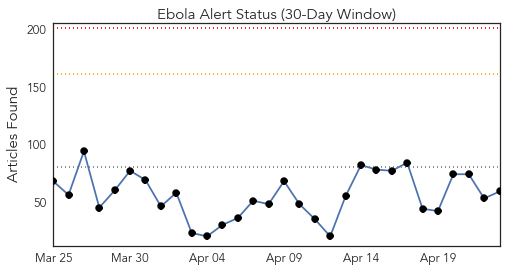 Ebola Alert Status (30-Day Window)
200
150
100
50
Articles Found
Mar 25 Mar 30 Apr 04 Apr 09 Apr 14 Apr 19